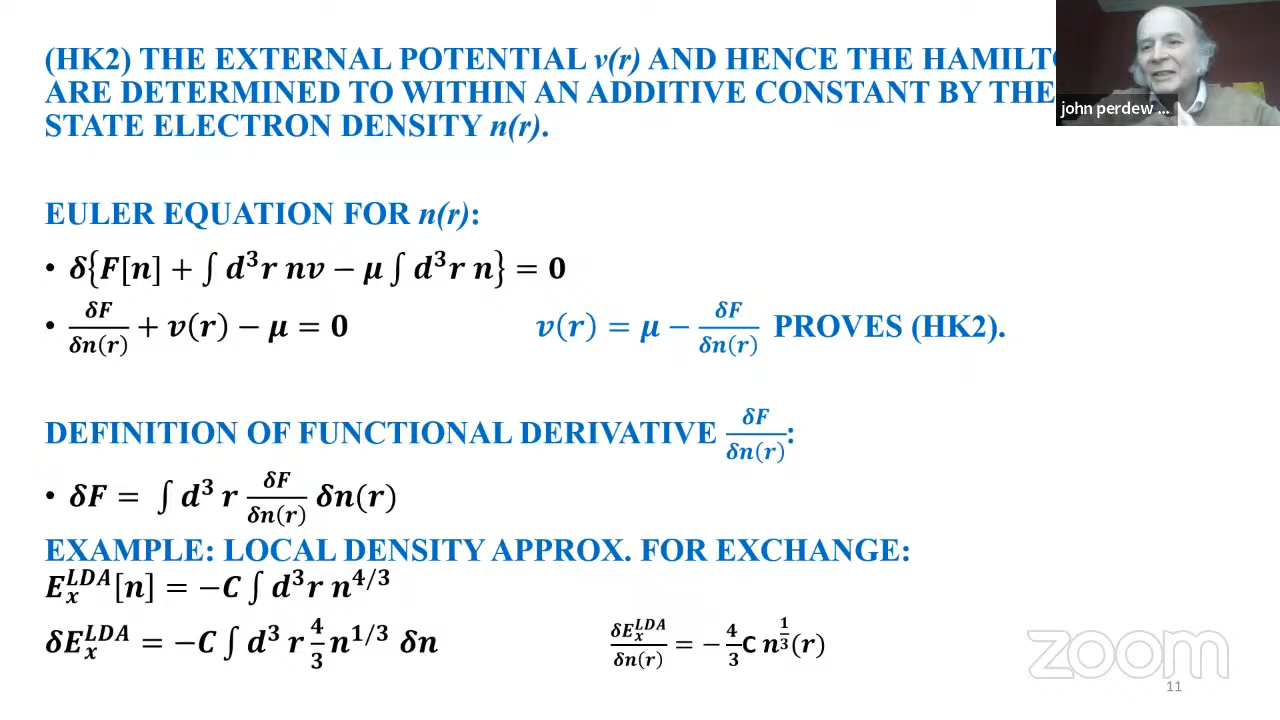 (HK2) THE EXTERNAL POTENTIAL v(r) AND HENCE THE
ARE DETERMINED TO WITHIN AN ADDITIVE CONSTANT BY THE
STATE ELECTRON DENSITY n(r).
john perdew ...
EULER EQUATION FOR n(r):
• δ{F[n] + ∫ d³r nv − μ ∫ d³r n} = 0
• δF/δn(r) + v(r) − μ = 0 v(r) = μ − δF/δn(r) PROVES (HK2).
DEFINITION OF FUNCTIONAL DERIVATIVE δF/δn(r):
• δF = ∫ d³ r δF/δn(r) δn(r)
EXAMPLE: LOCAL DENSITY APPROX. FOR EXCHANGE:
E_x^{LDA}[n] = −C ∫ d³r n^{4/3}
δE_x^{LDA} = −C ∫ d³ r 4/3 n^{1/3} δn δE_x^{LDA}/δn(r) = −4/3 C n^{1/3}(r)
zoom
11